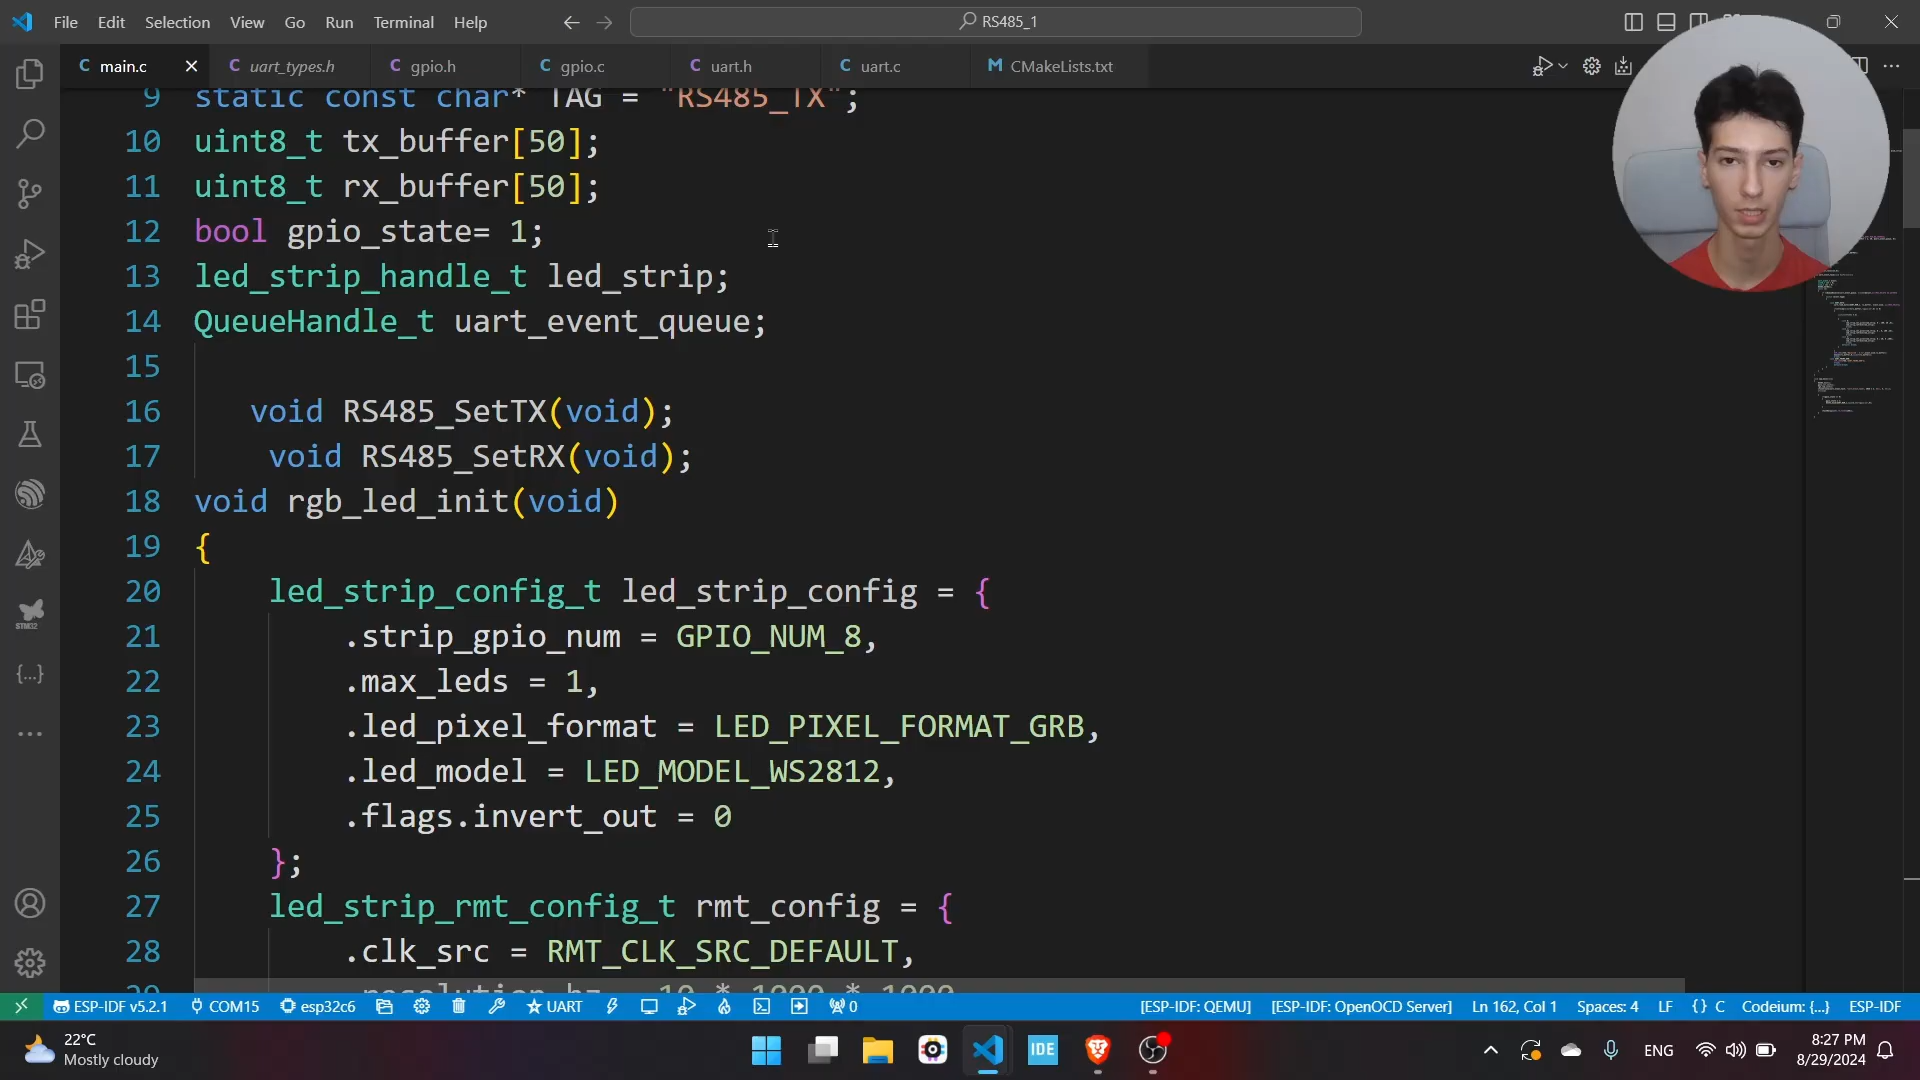 File Edit Selection View Go Run Terminal Help
RS485_1
C main.c
C uart_types.h
C gpio.h
C gpio.c
C uart.h
C uart.c
M CMakeLists.txt
9 static const char* TAG = "RS485_TX";
10 uint8_t tx_buffer[50];
11 uint8_t rx_buffer[50];
12 bool gpio_state= 1;
13 led_strip_handle_t led_strip;
14 QueueHandle_t uart_event_queue;
15
16 void RS485_SetTX(void);
17 void RS485_SetRX(void);
18 void rgb_led_init(void)
19 {
20 led_strip_config_t led_strip_config = {
21 .strip_gpio_num = GPIO_NUM_8,
22 .max_leds = 1,
23 .led_pixel_format = LED_PIXEL_FORMAT_GRB,
24 .led_model = LED_MODEL_WS2812,
25 .flags.invert_out = 0
26 };
27 led_strip_rmt_config_t rmt_config = {
28 .clk_src = RMT_CLK_SRC_DEFAULT,
29 .resolution_hz = 10 * 1000 * 1000
STM32
ESP-IDF v5.2.1 COM15 esp32c6 UART 0 [ESP-IDF: QEMU] [ESP-IDF: OpenOCD Server] Ln 162, Col 1 Spaces: 4 LF {} C Codeium: {...} ESP-IDF
22°C
Mostly cloudy
IDE
ENG
8:27 PM
8/29/2024